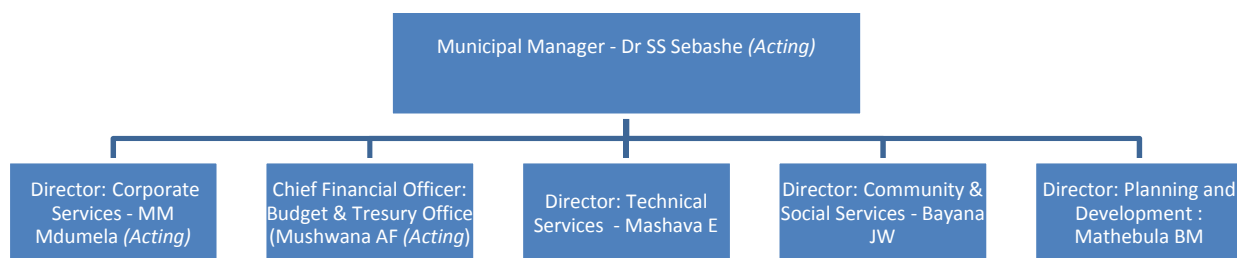 Municipal Manager - Dr SS Sebashe (Acting)
Director: Corporate
Services - MM
Mdumela (Acting)
Chief Financial Officer:
Budget & Tresury Office
(Mushwana AF (Acting)
Director: Technical
Services - Mashava E
Director: Community &
Social Services - Bayana
JW
Director: Planning and
Development :
Mathebula BM